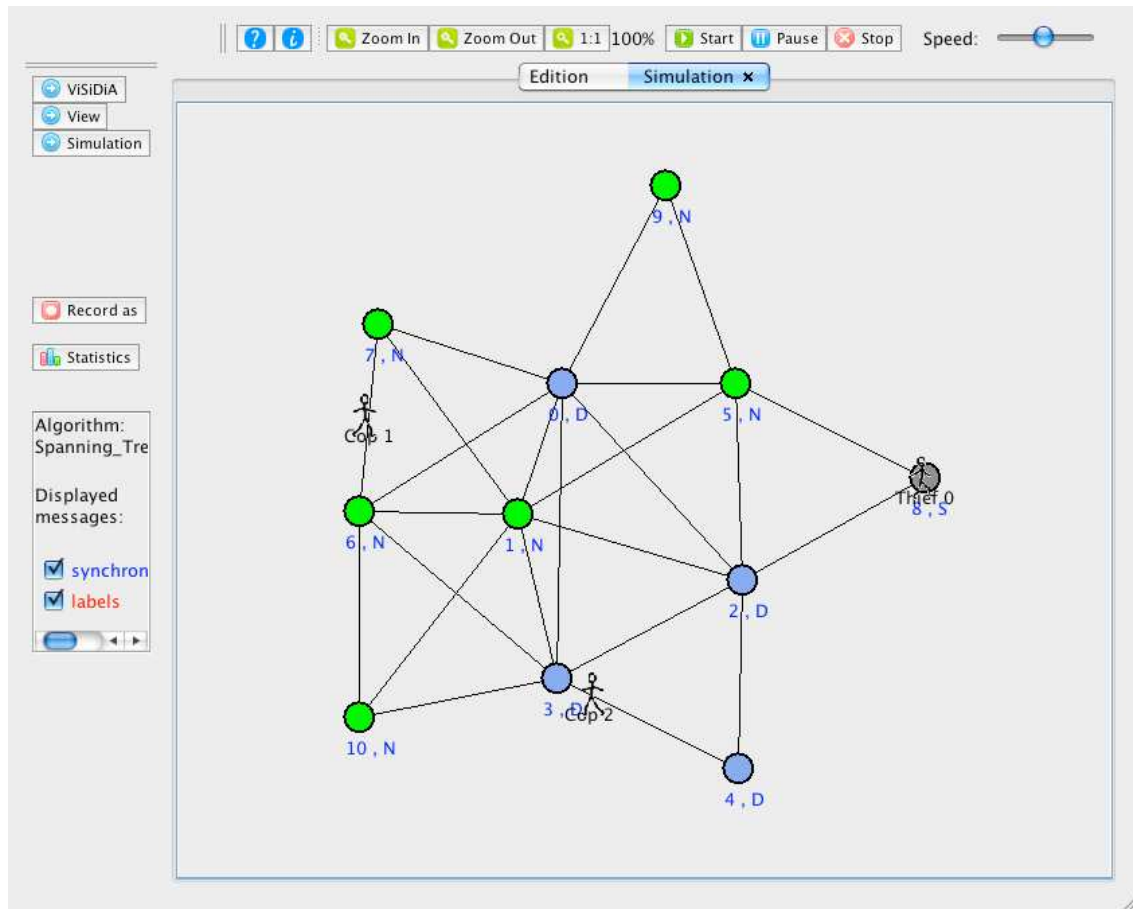 Zoom In
Zoom Out
1:1
100%
Start
Pause
Stop
Speed:
Edition
Simulation ×
ViSiDiA
View
Simulation
Record as
Statistics
Algorithm:
Spanning_Tre
Displayed
messages:
synchron
labels
9 , N
7 , N
Cop 1
0 , D
5 , N
Thief 0
8 , S
6 , N
1 , N
2 , D
3 , D
Cop 2
10 , N
4 , D